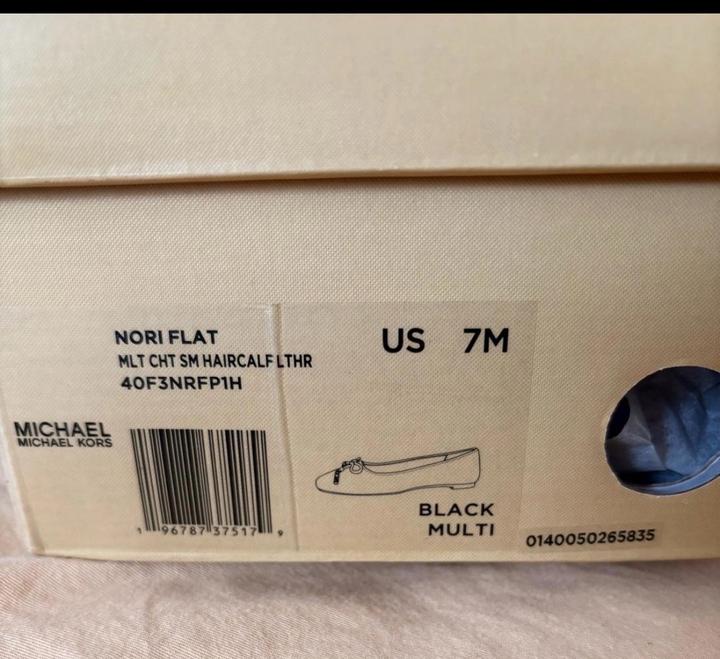 NORI FLAT
MLT CHT SM HAIRCALF LTHR
40F3NRFP1H
US 7M
MICHAEL
MICHAEL KORS
1 96787 37517 9
BLACK
MULTI
0140050265835